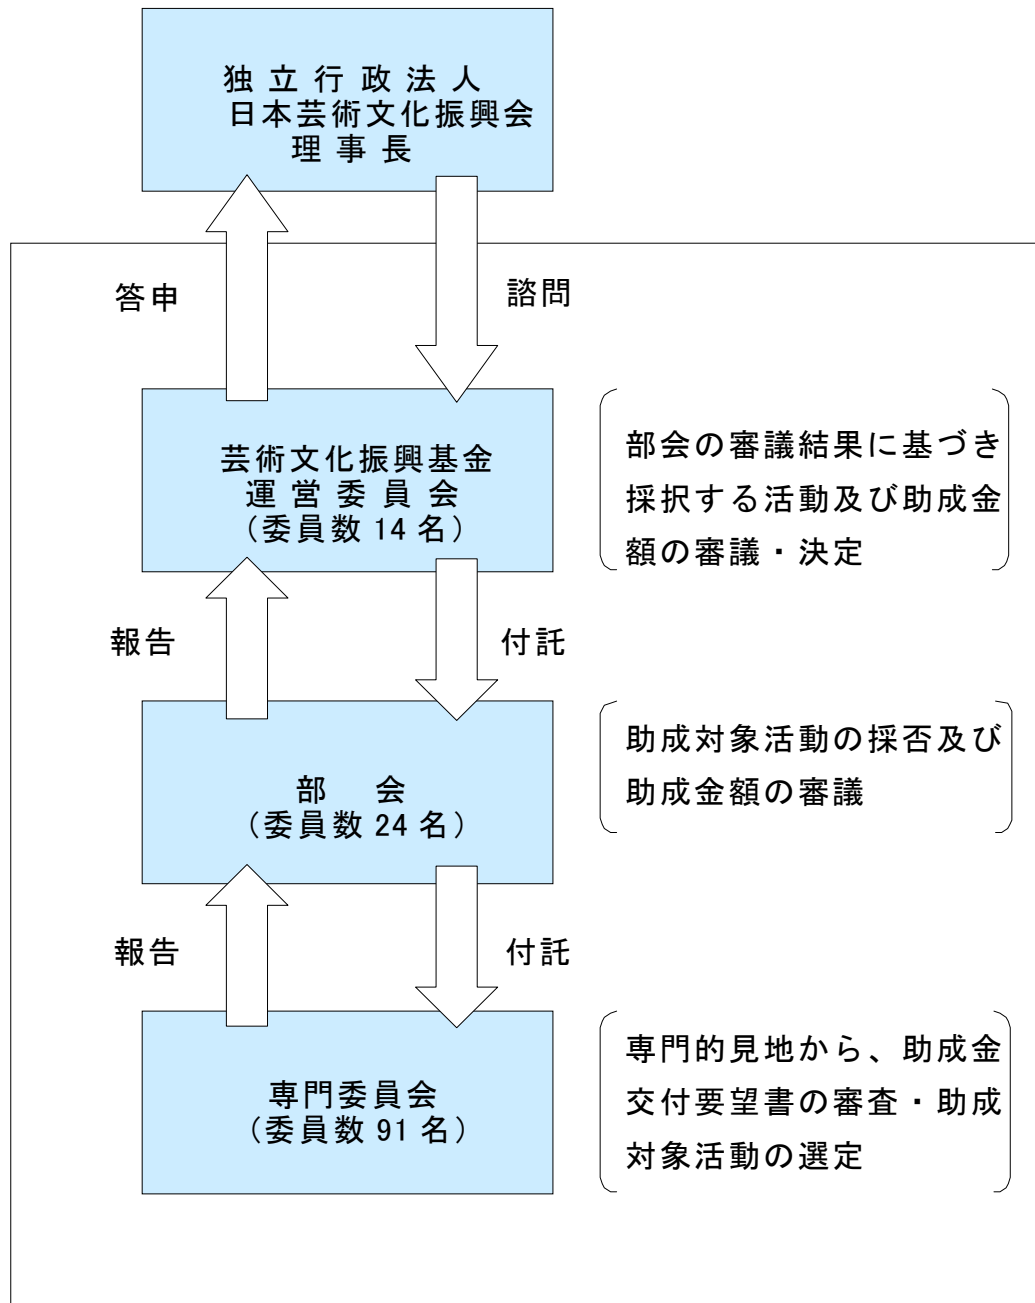 独立行政法人
日本芸術文化振興会
理事長
答申
諮問
芸術文化振興基金
運営委員会
（委員数 14 名）
部会の審議結果に基づき
採択する活動及び助成金
額の審議・決定
報告
付託
部 会
（委員数 24 名）
助成対象活動の採否及び
助成金額の審議
報告
付託
専門委員会
（委員数 91 名）
専門的見地から、助成金
交付要望書の審査・助成
対象活動の選定